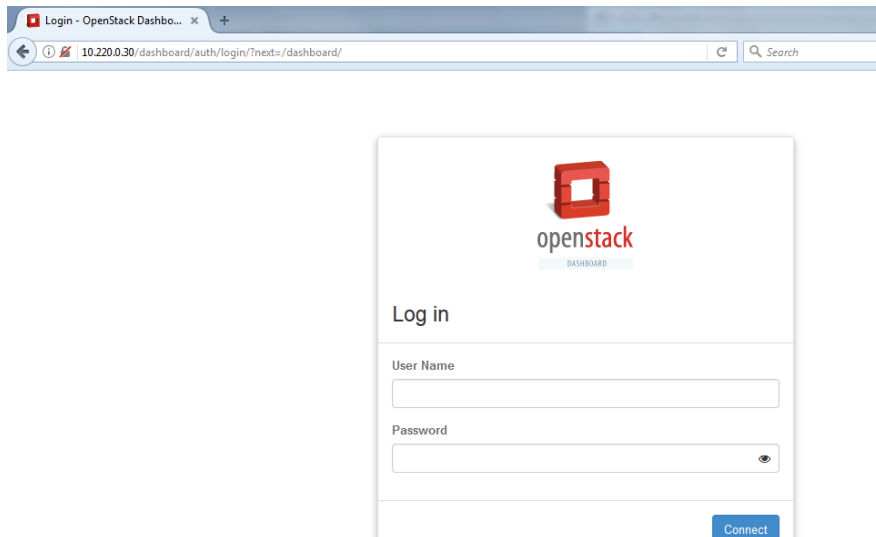 Login - OpenStack Dashbo...
10.220.0.30/dashboard/auth/login/?next=/dashboard/
Search
openstack
DASHBOARD
Log in
User Name
Password
Connect